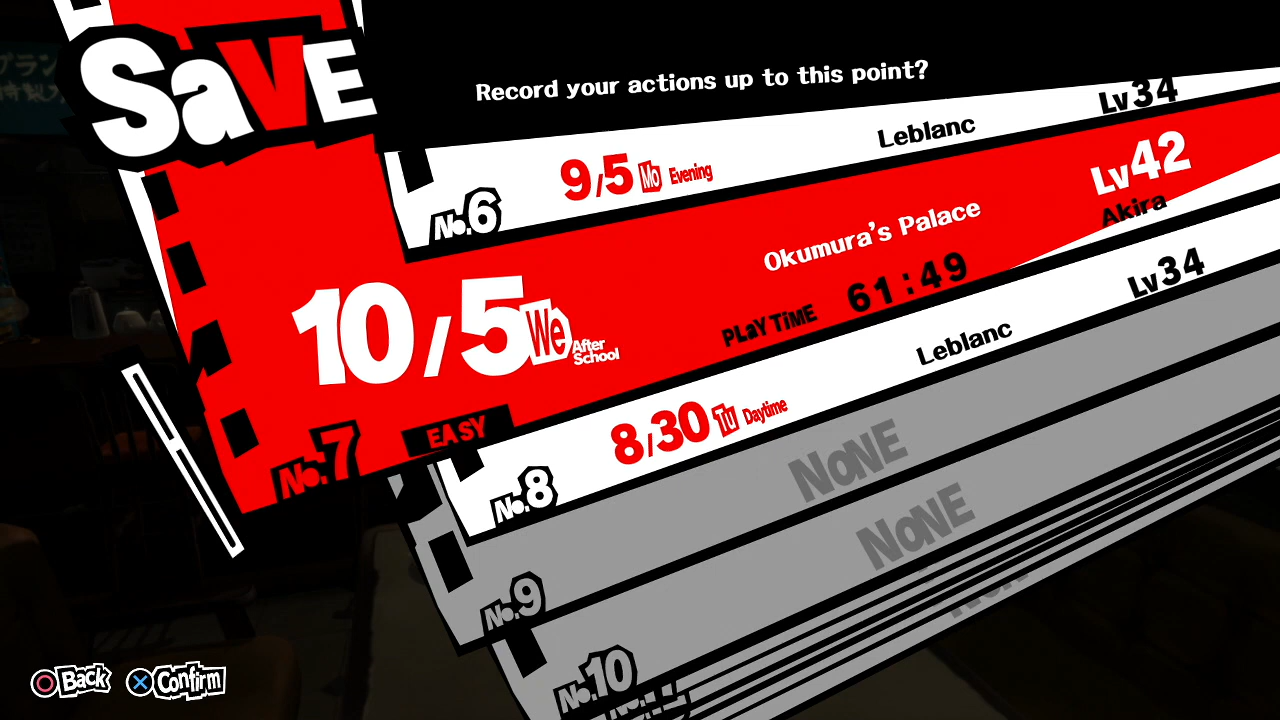 SaVE
Record your actions up to this point?
No.6 9/5 Mo Evening Leblanc Lv34
No.7 10/5 We After School Okumura's Palace Lv42
EASY PLaY TiME 61:49 Akira
No.8 8/30 Tu Daytime Leblanc Lv34
No.9 NoNE
No.10 NoNE
Back Confirm